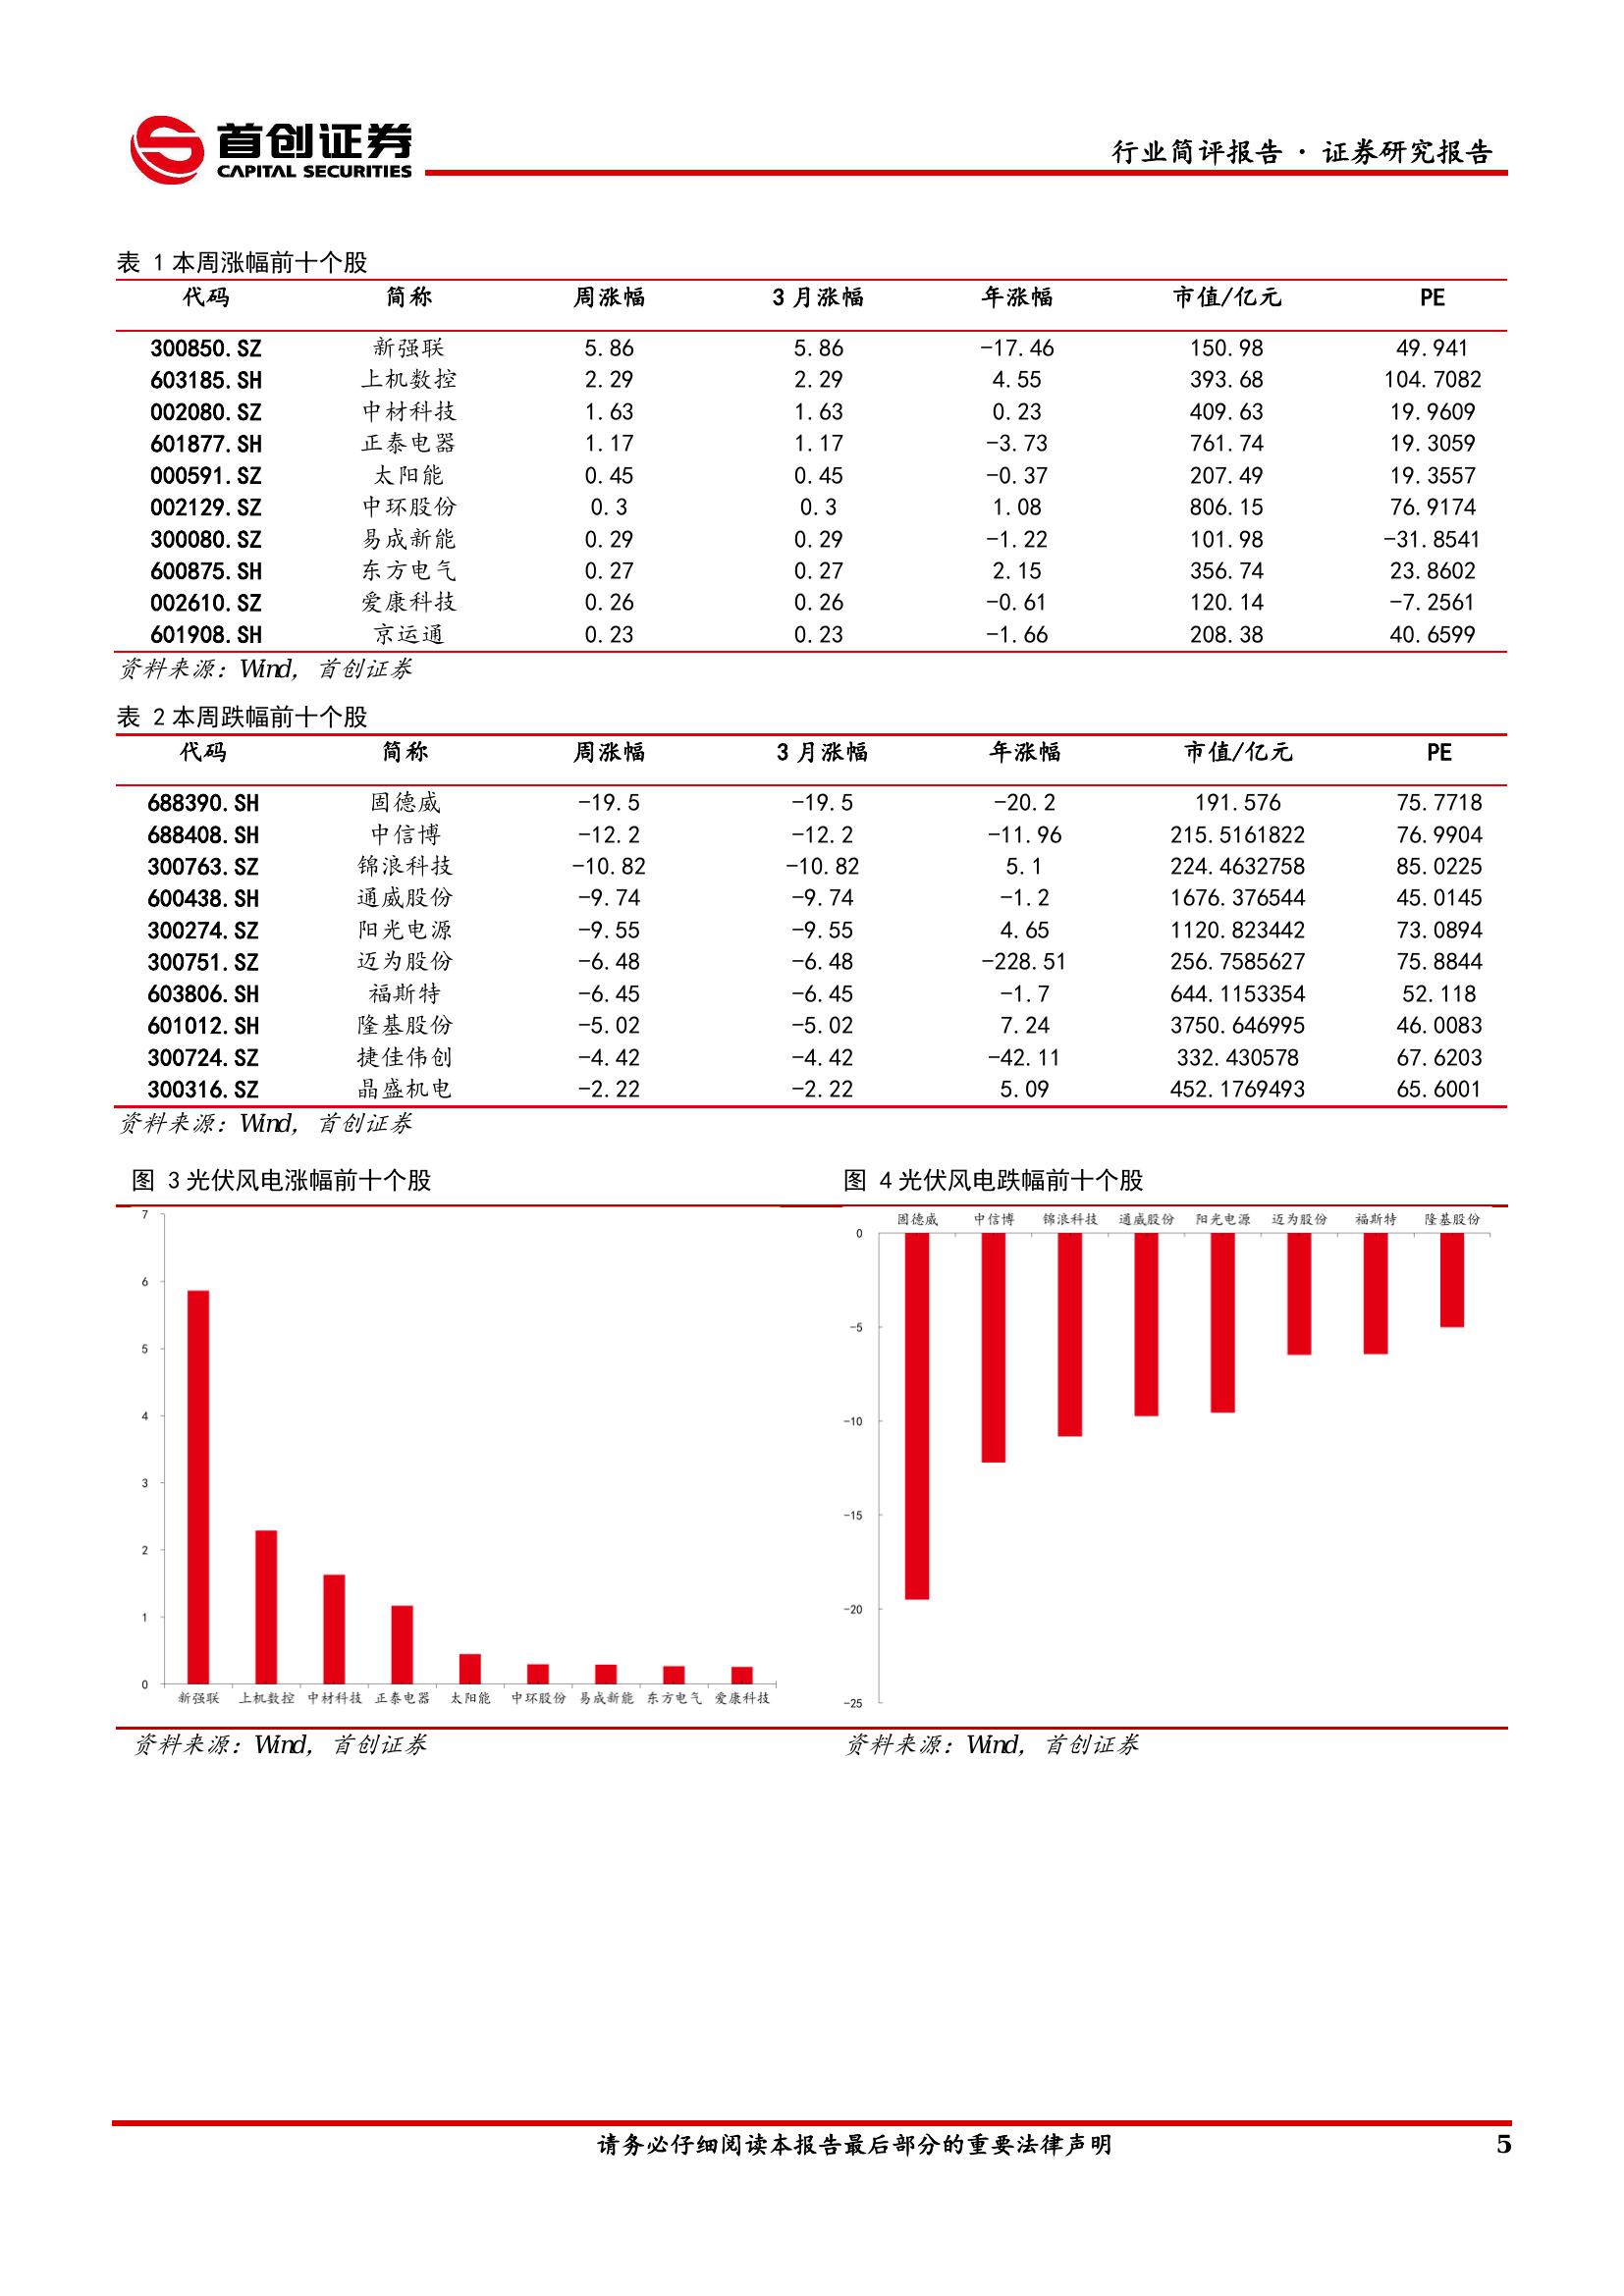 首创证券
CAPITAL SECURITIES
行业简评报告·证券研究报告
表 1 本周涨幅前十个股
代码 简称 周涨幅 3 月涨幅 年涨幅 市值/亿元 PE
300850.SZ 新强联 5.86 5.86 -17.46 150.98 49.941
603185.SH 上机数控 2.29 2.29 4.55 393.68 104.7082
002080.SZ 中材科技 1.63 1.63 0.23 409.63 19.9609
601877.SH 正泰电器 1.17 1.17 -3.73 761.74 19.3059
000591.SZ 太阳能 0.45 0.45 -0.37 207.49 19.3557
002129.SZ 中环股份 0.3 0.3 1.08 806.15 76.9174
300080.SZ 易成新能 0.29 0.29 -1.22 101.98 -31.8541
600875.SH 东方电气 0.27 0.27 2.15 356.74 23.8602
002610.SZ 爱康科技 0.26 0.26 -0.61 120.14 -7.2561
601908.SH 京运通 0.23 0.23 -1.66 208.38 40.6599
资料来源：Wind，首创证券
表 2 本周跌幅前十个股
代码 简称 周涨幅 3 月涨幅 年涨幅 市值/亿元 PE
688390.SH 固德威 -19.5 -19.5 -20.2 191.576 75.7718
688408.SH 中信博 -12.2 -12.2 -11.96 215.5161822 76.9904
300763.SZ 锦浪科技 -10.82 -10.82 5.1 224.4632758 85.0225
600438.SH 通威股份 -9.74 -9.74 -1.2 1676.376544 45.0145
300274.SZ 阳光电源 -9.55 -9.55 4.65 1120.823442 73.0894
300751.SZ 迈为股份 -6.48 -6.48 -228.51 256.7585627 75.8844
603806.SH 福斯特 -6.45 -6.45 -1.7 644.1153354 52.118
601012.SH 隆基股份 -5.02 -5.02 7.24 3750.646995 46.0083
300724.SZ 捷佳伟创 -4.42 -4.42 -42.11 332.430578 67.6203
300316.SZ 晶盛机电 -2.22 -2.22 5.09 452.1769493 65.6001
资料来源：Wind，首创证券
图 3 光伏风电涨幅前十个股
7
6
5
4
3
2
1
0
新强联 上机数控 中材科技 正泰电器 太阳能 中环股份 易成新能 东方电气 爱康科技
资料来源：Wind，首创证券
图 4 光伏风电跌幅前十个股
固德威 中信博 锦浪科技 通威股份 阳光电源 迈为股份 福斯特 隆基股份
0
-5
-10
-15
-20
-25
资料来源：Wind，首创证券
请务必仔细阅读本报告最后部分的重要法律声明 5